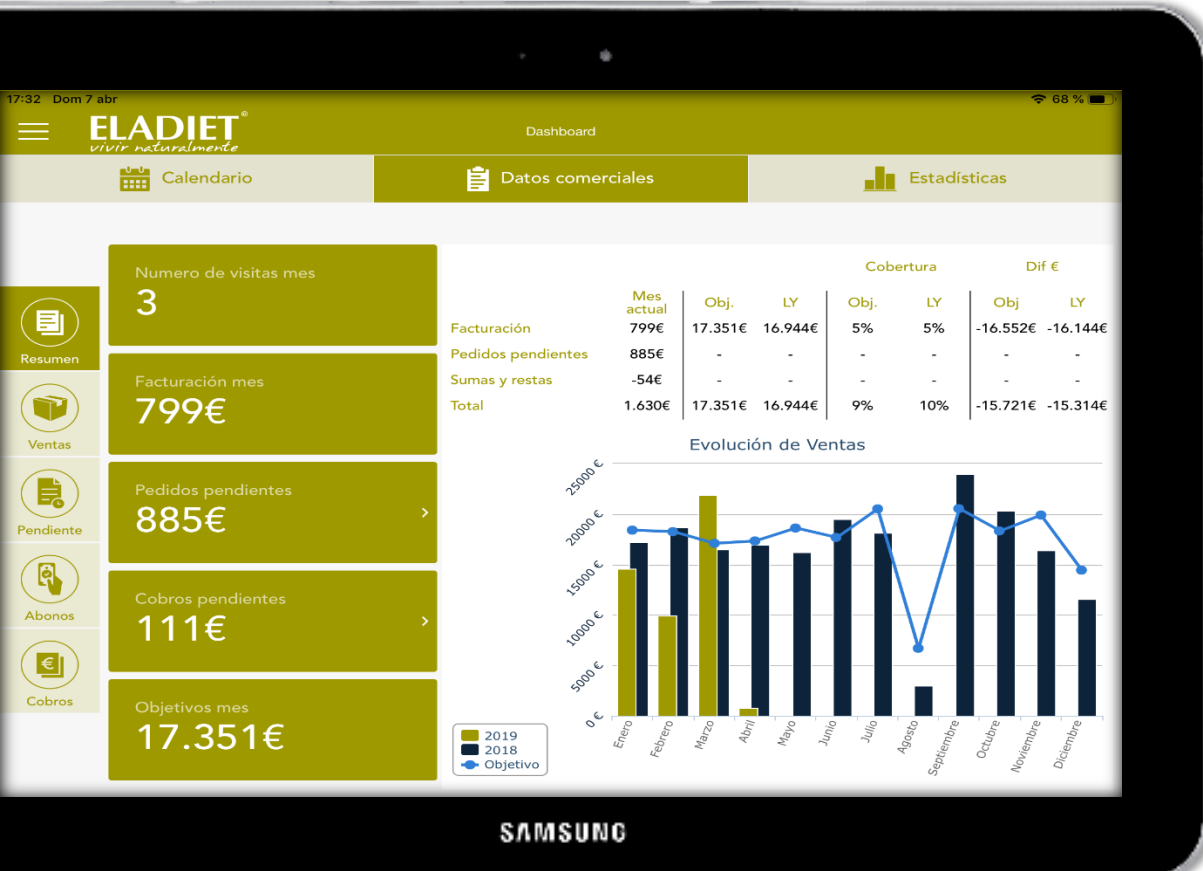 17:32 Dom 7 abr
68 %
ELADIET®
vivir naturalmente
Dashboard
Calendario
Datos comerciales
Estadísticas
Resumen
Ventas
Pendiente
Abonos
Cobros
Numero de visitas mes
3
Facturación mes
799€
Pedidos pendientes
885€
Cobros pendientes
111€
Objetivos mes
17.351€
Cobertura Dif €
Mes actual Obj. LY Obj. LY Obj LY
Facturación 799€ 17.351€ 16.944€ 5% 5% -16.552€ -16.144€
Pedidos pendientes 885€ - - - - - -
Sumas y restas -54€ - - - - - -
Total 1.630€ 17.351€ 16.944€ 9% 10% -15.721€ -15.314€
Evolución de Ventas
25000 €
20000 €
15000 €
10000 €
5000 €
0 €
Enero Febrero Marzo Abril Mayo Junio Julio Agosto Septiembre Octubre Noviembre Diciembre
2019
2018
Objetivo
SAMSUNG